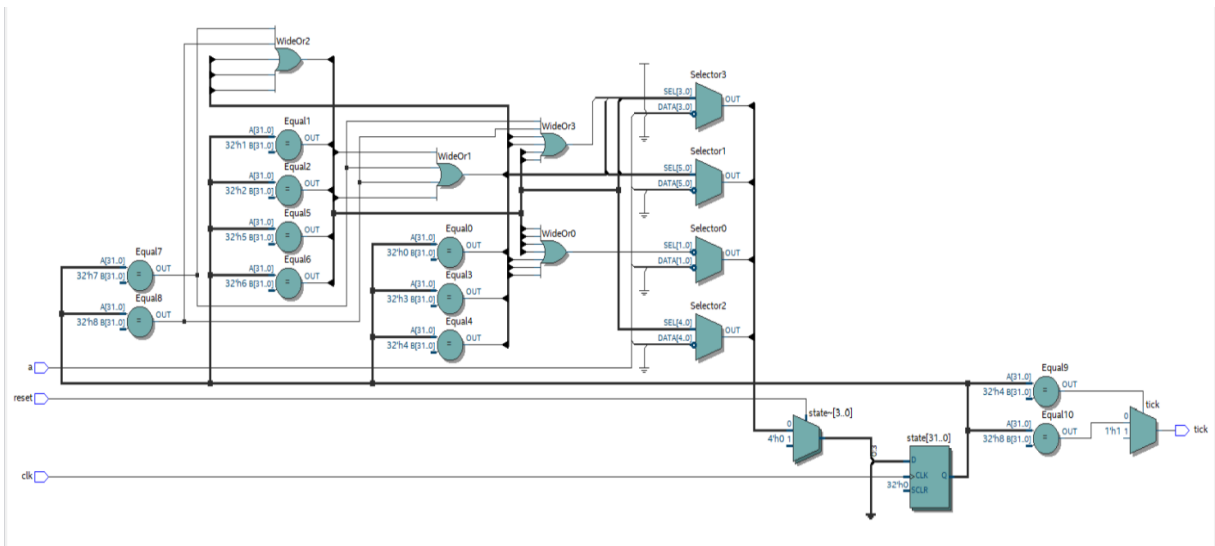 WideOr2
Equal1
A[31..0]
32'h1 B[31..0]
OUT
Equal2
A[31..0]
32'h2 B[31..0]
OUT
Equal5
A[31..0]
32'h5 B[31..0]
OUT
Equal6
A[31..0]
32'h6 B[31..0]
OUT
Equal7
A[31..0]
32'h7 B[31..0]
OUT
Equal8
A[31..0]
32'h8 B[31..0]
OUT
WideOr1
WideOr3
WideOr0
Equal0
A[31..0]
32'h0 B[31..0]
OUT
Equal3
A[31..0]
32'h3 B[31..0]
OUT
Equal4
A[31..0]
32'h4 B[31..0]
OUT
Selector3
SEL[3..0]
DATA[3..0]
OUT
Selector1
SEL[5..0]
DATA[5..0]
OUT
Selector0
SEL[1..0]
DATA[1..0]
OUT
Selector2
SEL[4..0]
DATA[4..0]
OUT
a
reset
clk
state~[3..0]
0
4'h0 1
0:3
state[31..0]
D
CLK
32'h0
SCLR
Q
Equal9
A[31..0]
32'h4 B[31..0]
OUT
Equal10
A[31..0]
32'h8 B[31..0]
OUT
tick
0
1'h1 1
tick